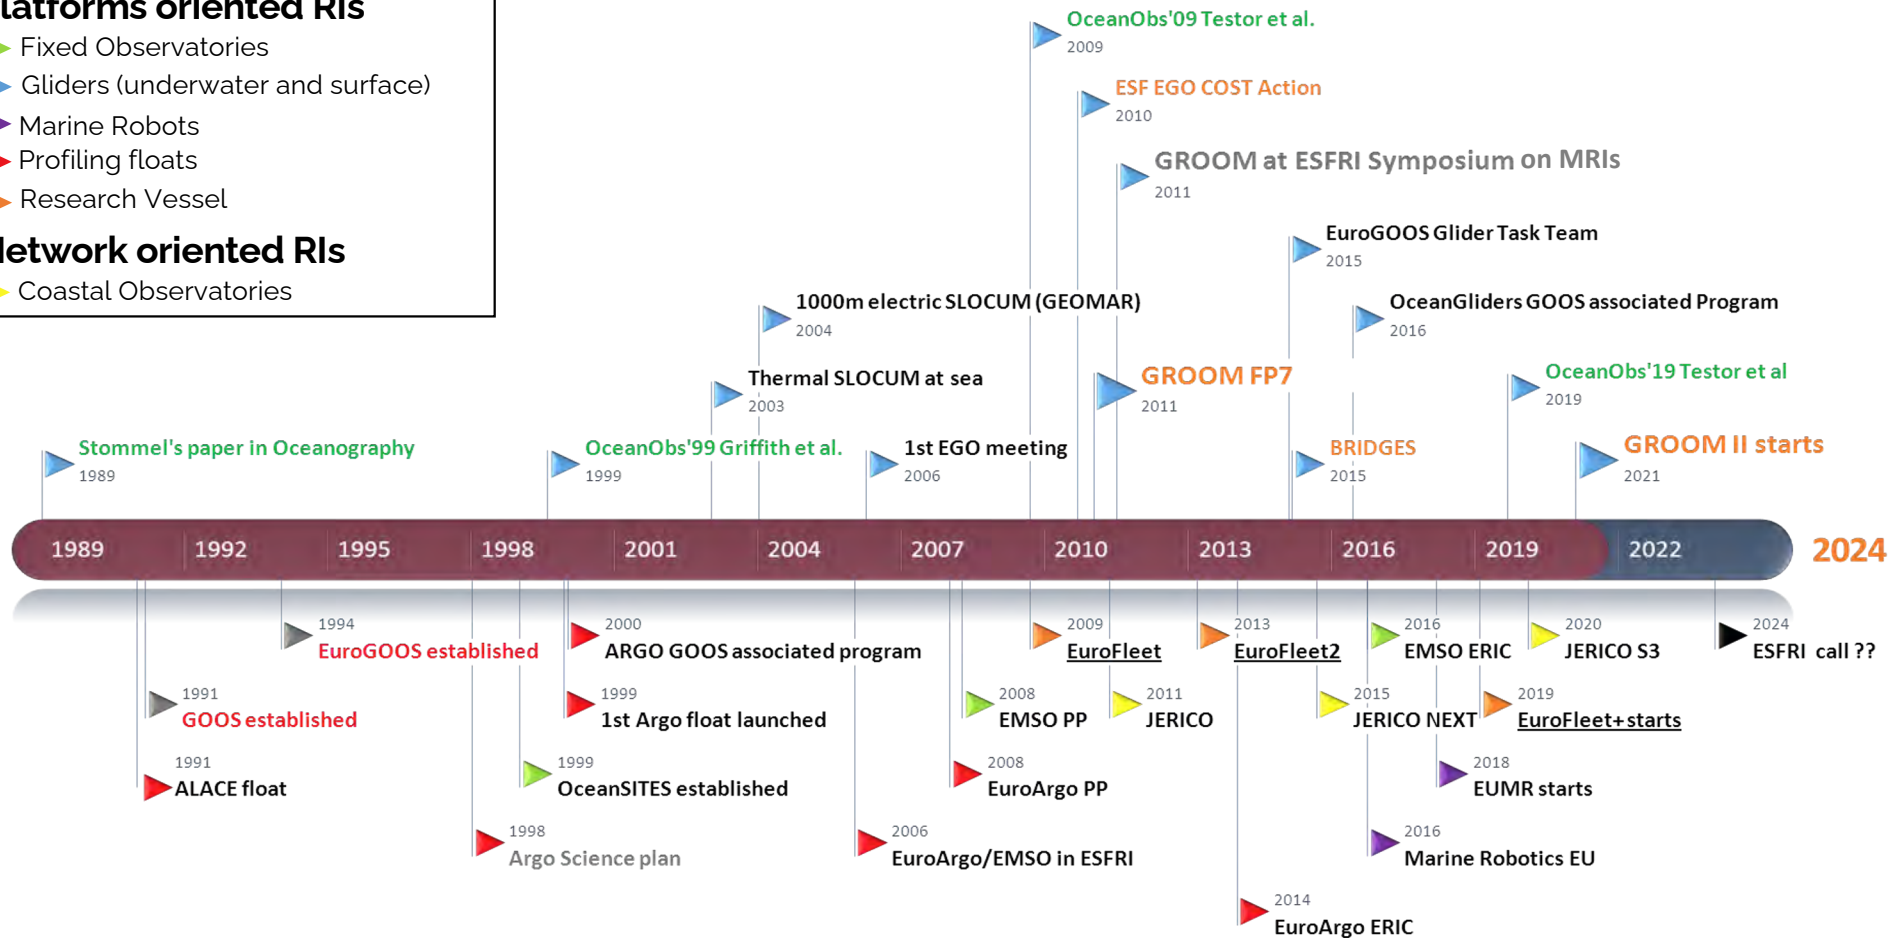 latforms oriented RIs
Fixed Observatories
Gliders (underwater and surface)
Marine Robots
Profiling floats
Research Vessel
etwork oriented RIs
Coastal Observatories
OceanObs'09 Testor et al.
2009
ESF EGO COST Action
2010
GROOM at ESFRI Symposium on MRIs
2011
EuroGOOS Glider Task Team
2015
1000m electric SLOCUM (GEOMAR)
2004
OceanGliders GOOS associated Program
2016
Thermal SLOCUM at sea
2003
GROOM FP7
2011
OceanObs'19 Testor et al
2019
Stommel's paper in Oceanography
1989
OceanObs'99 Griffith et al.
1999
1st EGO meeting
2006
BRIDGES
2015
GROOM II starts
2021
1989 1992 1995 1998 2001 2004 2007 2010 2013 2016 2019 2022 2024
1994
EuroGOOS established
2000
ARGO GOOS associated program
2009
EuroFleet
2013
EuroFleet2
2016
EMSO ERIC
2020
JERICO S3
2024
ESFRI call ??
1991
GOOS established
1999
1st Argo float launched
2008
EMSO PP
2011
JERICO
2015
JERICO NEXT
2019
EuroFleet+ starts
1991
ALACE float
1999
OceanSITES established
2008
EuroArgo PP
2018
EUMR starts
1998
Argo Science plan
2006
EuroArgo/EMSO in ESFRI
2016
Marine Robotics EU
2014
EuroArgo ERIC